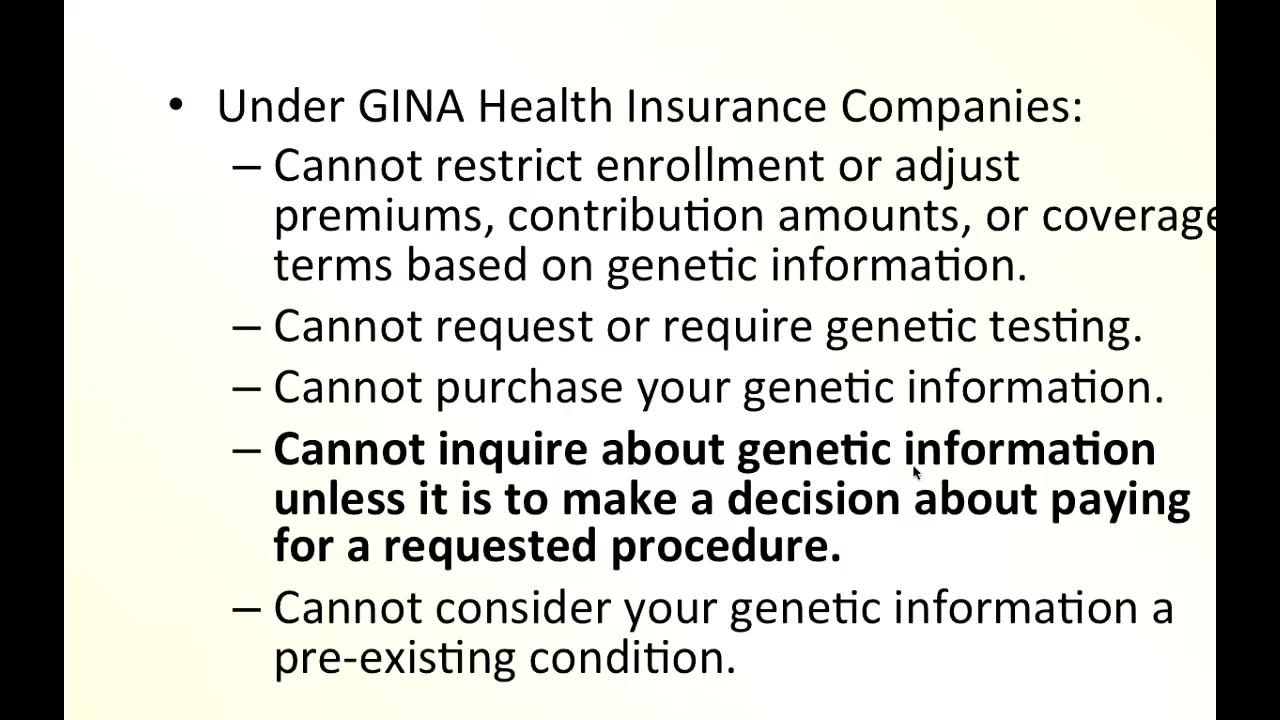 • Under GINA Health Insurance Companies:
– Cannot restrict enrollment or adjust
premiums, contribution amounts, or coverage
terms based on genetic information.
– Cannot request or require genetic testing.
– Cannot purchase your genetic information.
– Cannot inquire about genetic information
unless it is to make a decision about paying
for a requested procedure.
– Cannot consider your genetic information a
pre-existing condition.